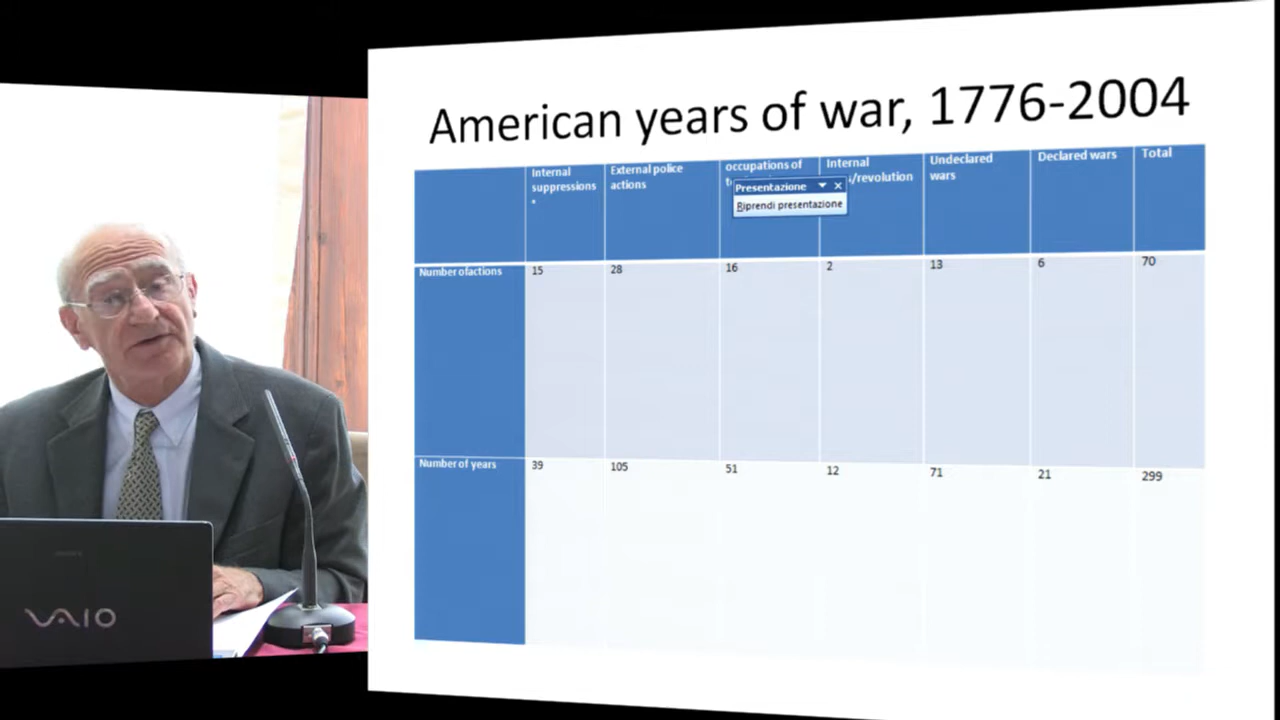 American years of war, 1776-2004
Internal suppressions *
External police actions
occupations of
Internal /revolution
Undeclared wars
Declared wars
Total
Presentazione
Riprendi presentazione
Number ofactions 15 28 16 2 13 6 70
Number of years 39 105 51 12 71 21 299
VAIO